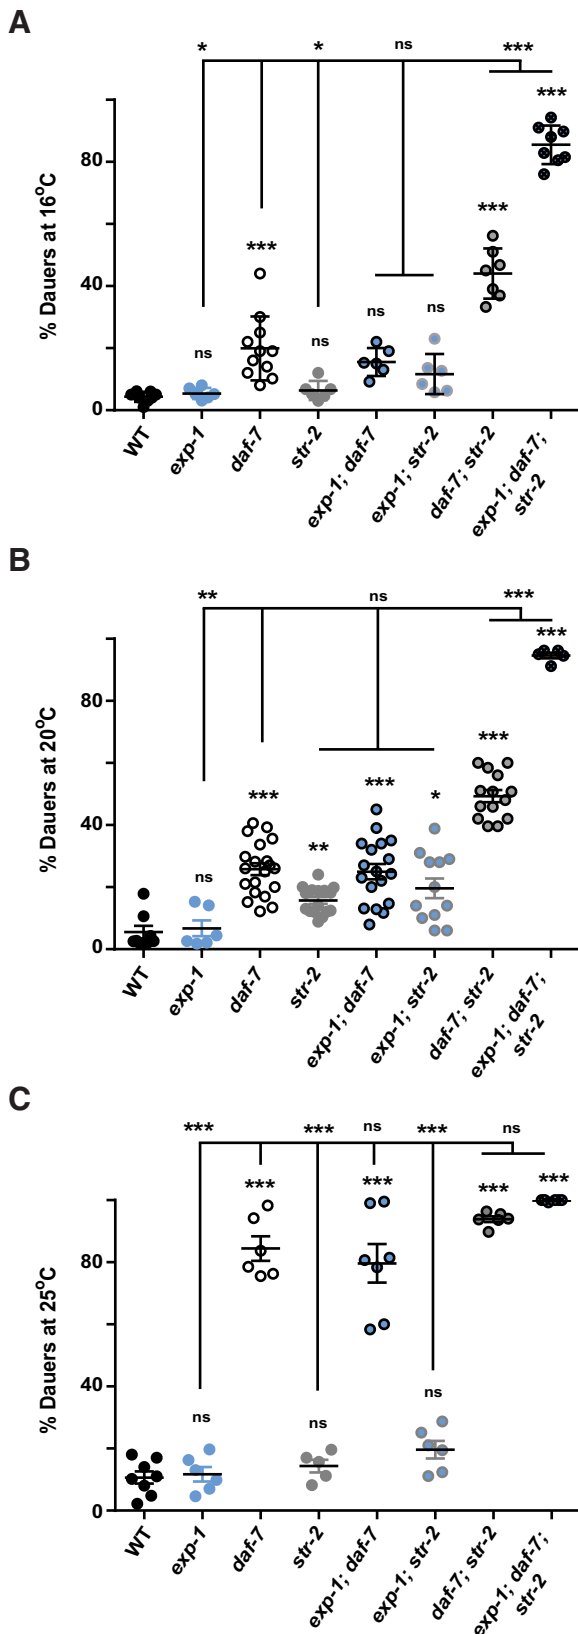 A
* * ns ***
***
***
***
ns ns ns ns
% Dauers at 16°C
80
40
0
WT
exp-1
daf-7
str-2
exp-1; daf-7
exp-1; str-2
daf-7; str-2
exp-1; daf-7;
str-2
B
** ns ***
***
***
*** *** *
**
ns
% Dauers at 20°C
80
40
0
WT
exp-1
daf-7
str-2
exp-1; daf-7
exp-1; str-2
daf-7; str-2
exp-1; daf-7;
str-2
C
*** *** ns *** ns
*** *** *** ***
ns ns ns
% Dauers at 25°C
80
40
0
WT
exp-1
daf-7
str-2
exp-1; daf-7
exp-1; str-2
daf-7; str-2
exp-1; daf-7;
str-2